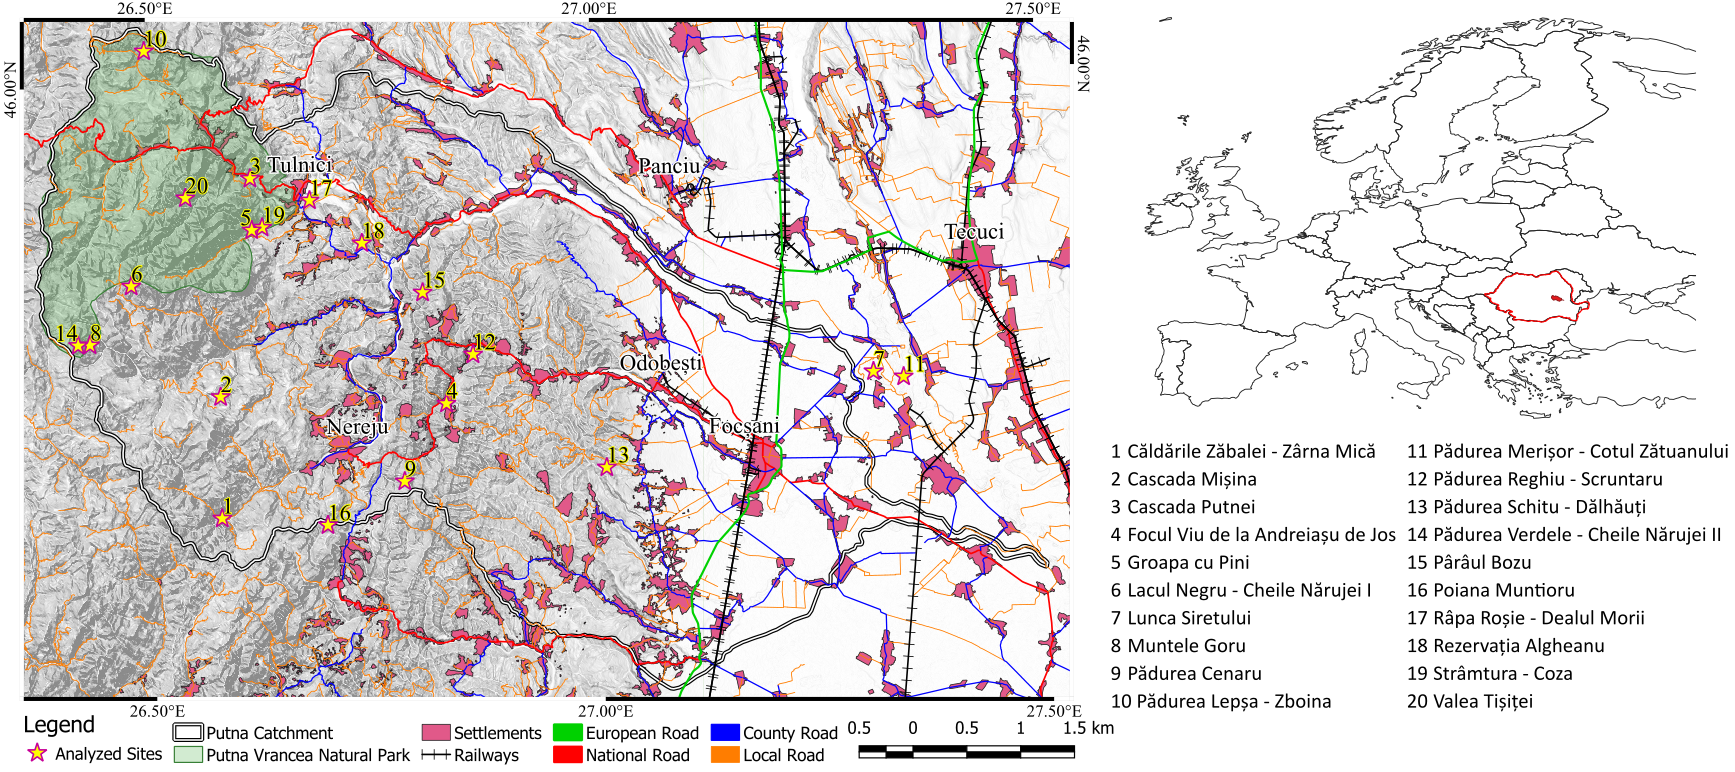 26.50°E 27.00°E 27.50°E
46.00°N
46.00°N
10
3
Tulnici
17
20
5
19
18
Panciu
Tecuci
6
15
14
8
12
Odobești
7
11
2
4
Nereju
Focșani
13
9
1
16
26.50°E 27.00°E 27.50°E
Legend
Analyzed Sites
Putna Catchment
Putna Vrancea Natural Park
Settlements
Railways
European Road
National Road
County Road
Local Road
0.5 0 0.5 1 1.5 km
1 Căldările Zăbalei - Zârna Mică
2 Cascada Mișina
3 Cascada Putnei
4 Focul Viu de la Andreiașu de Jos
5 Groapa cu Pini
6 Lacul Negru - Cheile Nărujei I
7 Lunca Siretului
8 Muntele Goru
9 Pădurea Cenaru
10 Pădurea Lepșa - Zboina
11 Pădurea Merișor - Cotul Zătuanului
12 Pădurea Reghiu - Scruntaru
13 Pădurea Schitu - Dălhăuți
14 Pădurea Verdele - Cheile Nărujei II
15 Pârâul Bozu
16 Poiana Muntioru
17 Râpa Roșie - Dealul Morii
18 Rezervația Algheanu
19 Strâmtura - Coza
20 Valea Tișiței